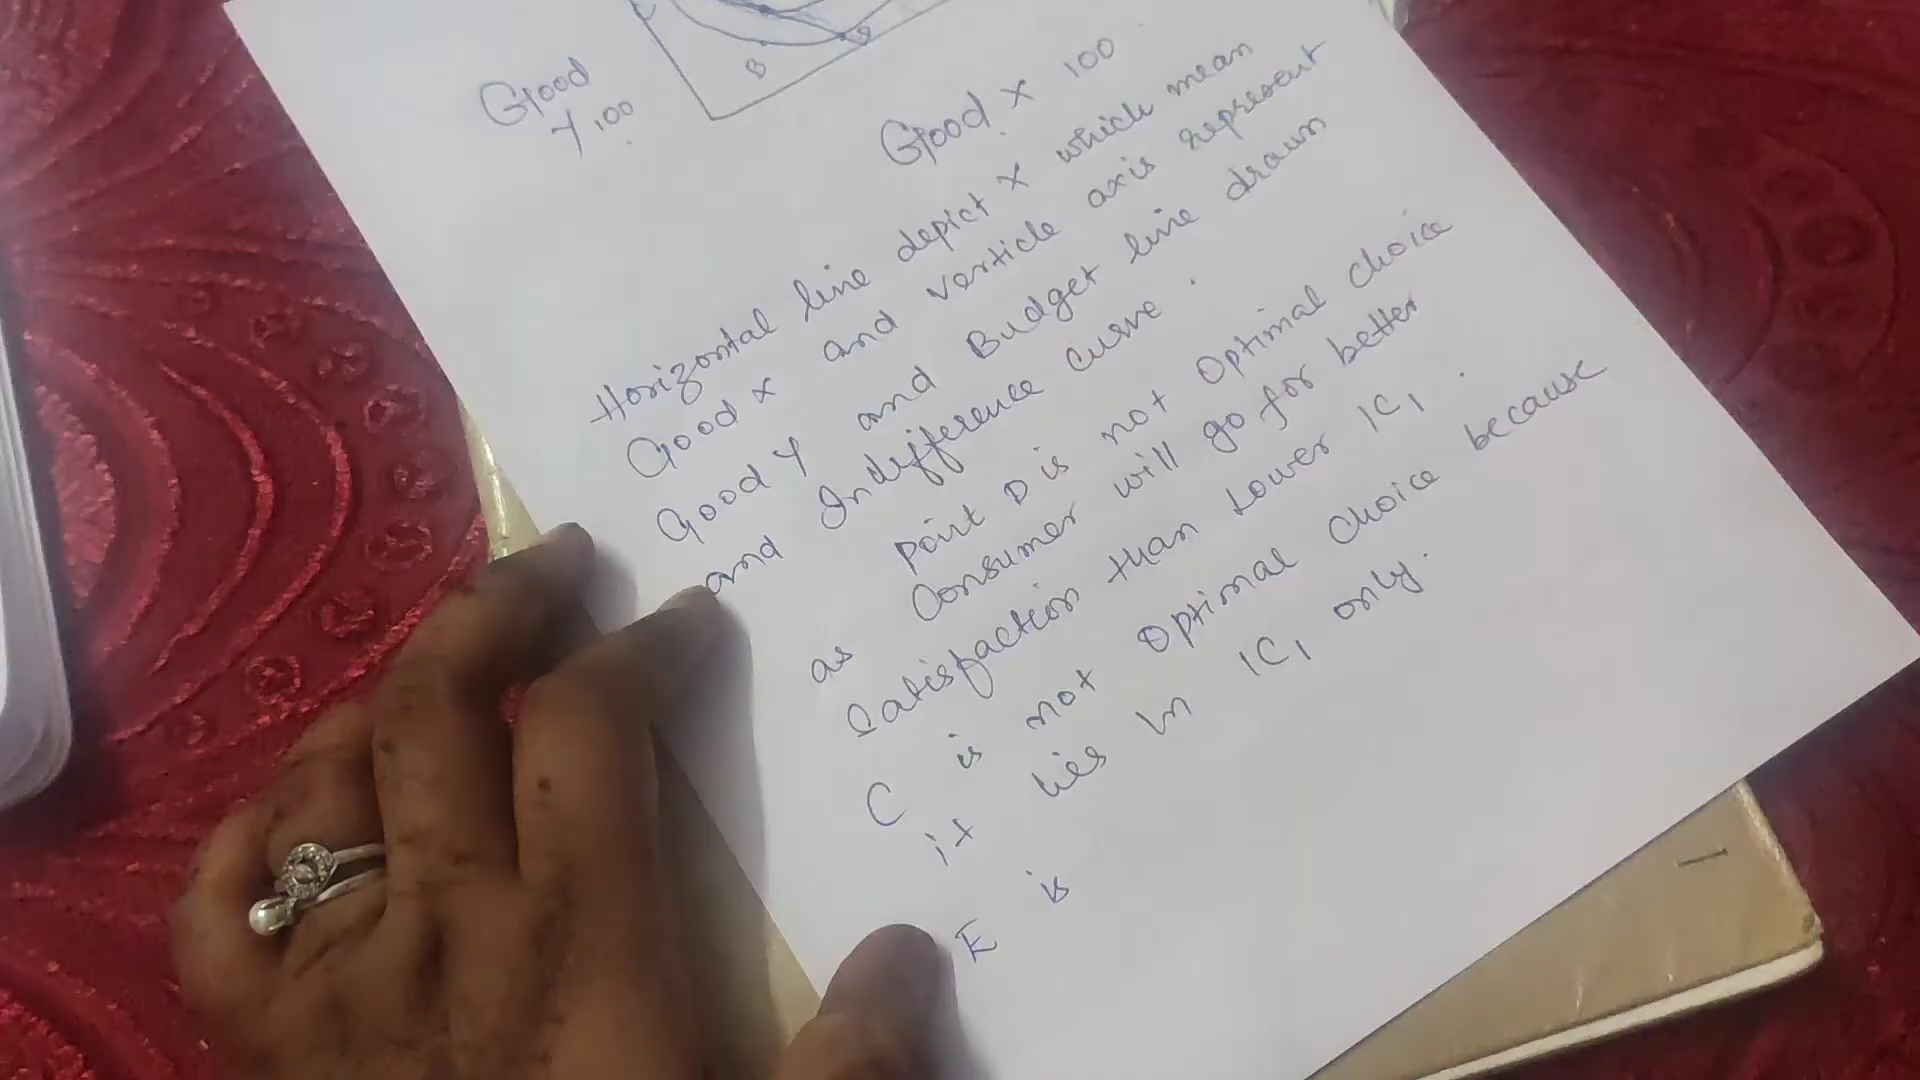 B
Good
Y 100
Good X 100
Horizontal line depict X which mean
Good X and verticle axis represent
Good Y and Budget line drawn
and Indifference Curve.
Point D is not Optimal choice
as Consumer will go for better
Satisfaction than Lower IC1.
C is not Optimal choice because
it lies in IC1 only.
E is